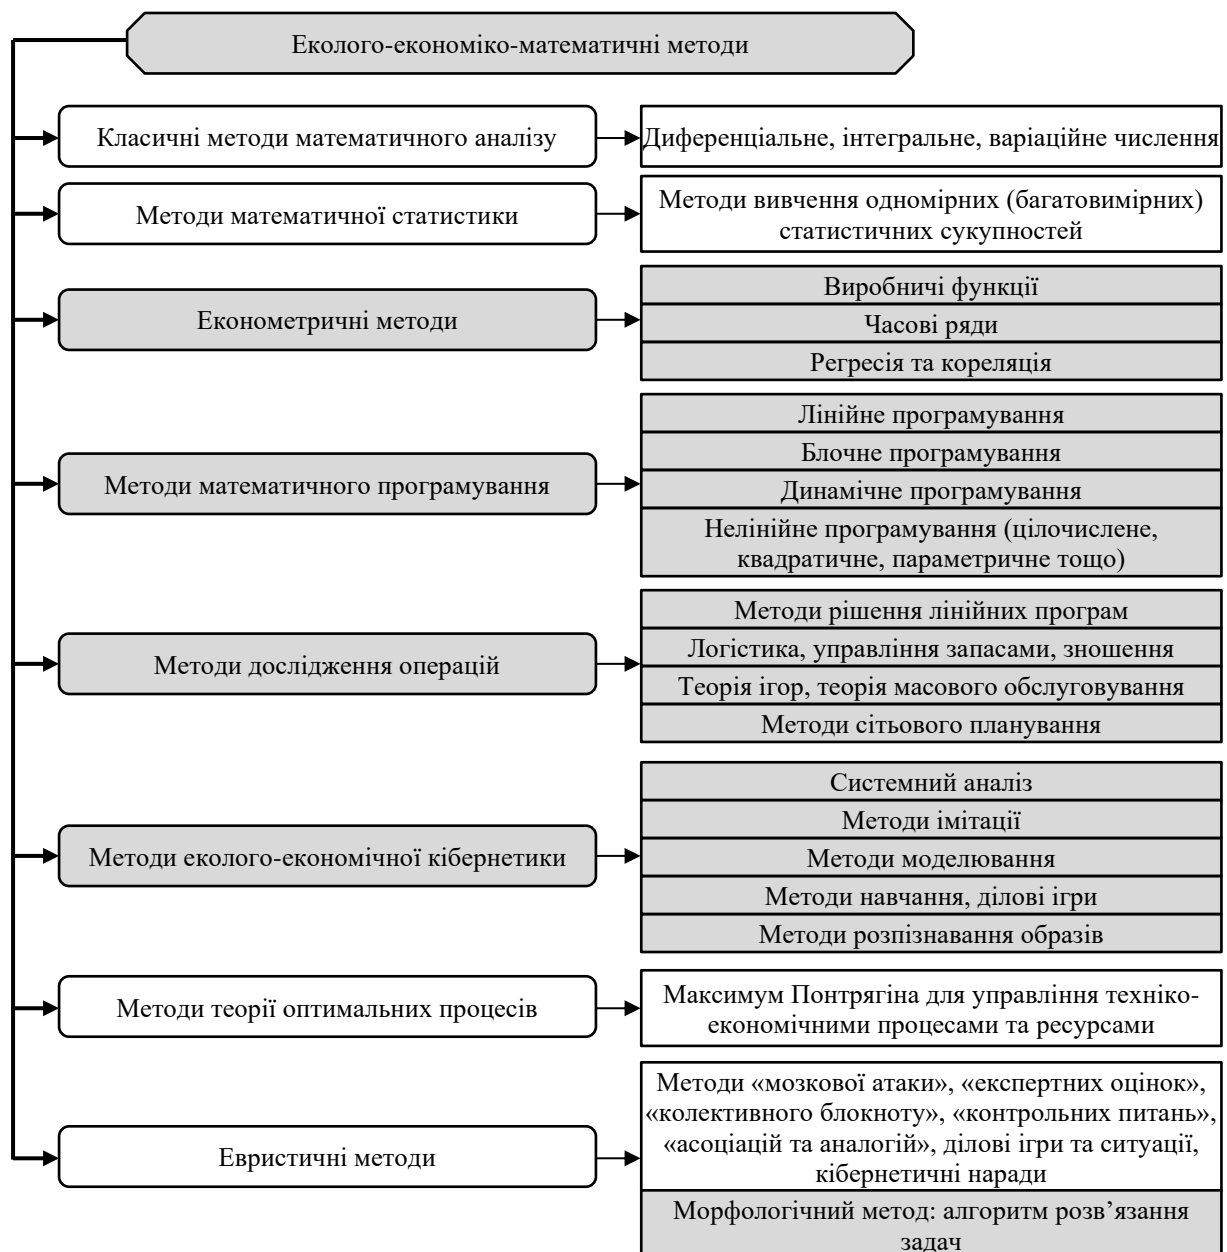 Еколого-економіко-математичні методи
Класичні методи математичного аналізу
Диференціальне, інтегральне, варіаційне числення
Методи математичної статистики
Методи вивчення одномірних (багатовимірних)
статистичних сукупностей
Економетричні методи
Виробничі функції
Часові ряди
Регресія та кореляція
Методи математичного програмування
Лінійне програмування
Блочне програмування
Динамічне програмування
Нелінійне програмування (цілочислене,
квадратичне, параметричне тощо)
Методи дослідження операцій
Методи рішення лінійних програм
Логістика, управління запасами, зношення
Теорія ігор, теорія масового обслуговування
Методи сітьового планування
Методи еколого-економічної кібернетики
Системний аналіз
Методи імітації
Методи моделювання
Методи навчання, ділові ігри
Методи розпізнавання образів
Методи теорії оптимальних процесів
Максимум Понтрягіна для управління техніко-
економічними процесами та ресурсами
Евристичні методи
Методи «мозкової атаки», «експертних оцінок»,
«колективного блокноту», «контрольних питань»,
«асоціацій та аналогій», ділові ігри та ситуації,
кібернетичні наради
Морфологічний метод: алгоритм розв’язання
задач